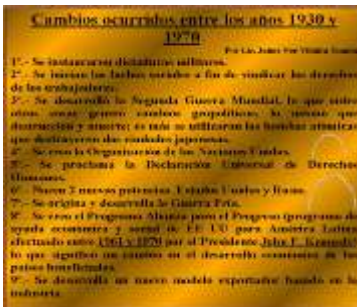 Cambios ocurridos entre los años 1930 y
1970
Por Lic. Jaime
1°.- Se instauraron dictaduras militares.
2°.- Se inician las luchas sociales a fin de vindicar los derechos
de los trabajadores.
3°.- Se desarrolló la Segunda Guerra Mundial, lo que entre
otras cosas generó cambios geopolíticos, lo mismo que
destrucción y muerte; es más se utilizaron las bombas atómicas
que destruyeron dos ciudades japonesas.
4°.- Se crea la Organización de las Naciones Unidas.
5°.- Se proclamó la Declaración Universal de Derechos
Humanos.
6°.- Nacen 2 nuevas potencias, Estados Unidos y Rusia.
7°.- Se origina y desarrolla la Guerra Fría.
8°.- Se creo el Programa Alianza para el Progreso (programa de
ayuda económica y social de EE UU para América Latina
efectuado entre 1961 y 1970 por el Presidente John F. Kennedy)
lo que significo un cambio en el desarrollo económico de los
países beneficiados.
9°.- Se desarrolla un nuevo modelo exportador basado en la
industria.